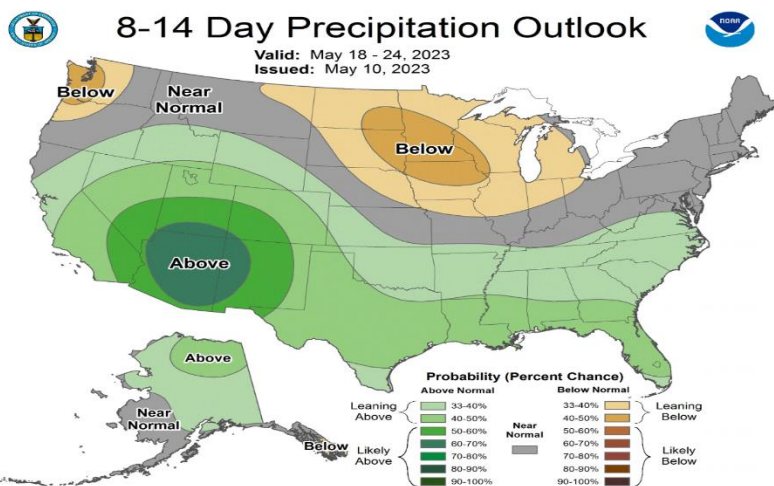 8-14 Day Precipitation Outlook
NOAA
Valid: May 18 - 24, 2023
Issued: May 10, 2023
Below
Near
Normal
Below
Above
Above
Near
Normal
Below
Probability (Percent Chance)
Above Normal
Below Normal
Leaning
Above
33-40%
40-50%
Likely
Above
50-60%
60-70%
70-80%
80-90%
90-100%
Near
Normal
33-40%
40-50%
Leaning
Below
50-60%
60-70%
70-80%
80-90%
90-100%
Likely
Below